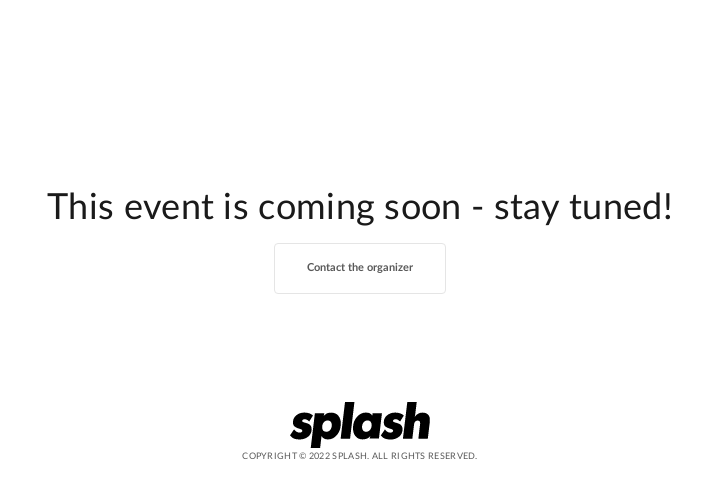 This event is coming soon - stay tuned!
Contact the organizer
splash
COPYRIGHT © 2022 SPLASH. ALL RIGHTS RESERVED.